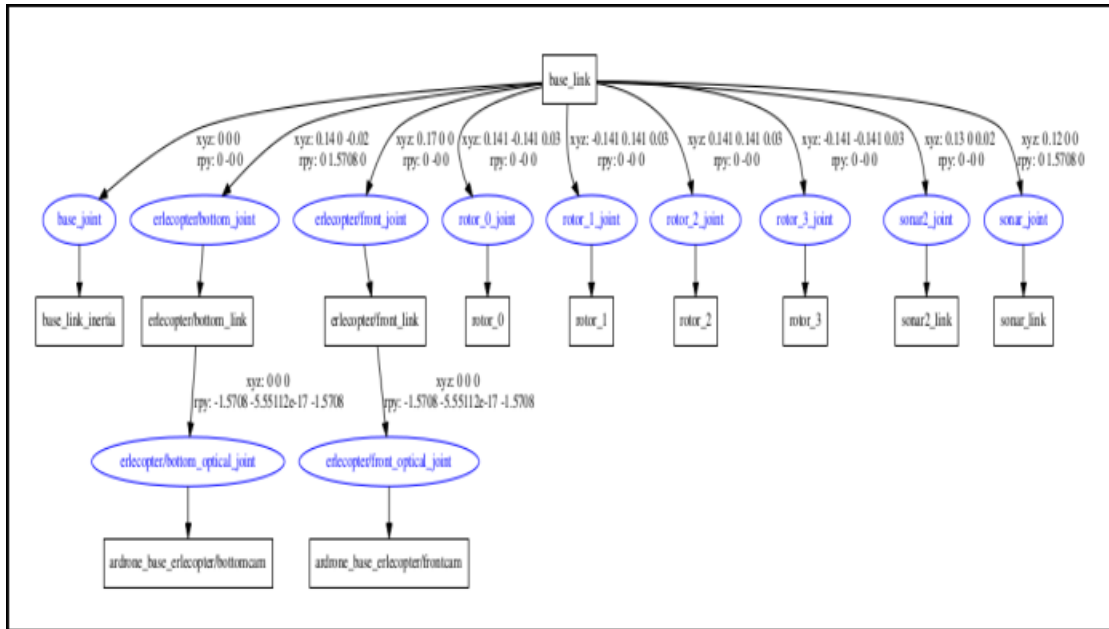 base_link
xyz: 0 0 0
rpy: 0 -0 0
xyz: 0.14 0 -0.02
rpy: 0 1.5708 0
xyz: 0.17 0 0
rpy: 0 -0 0
xyz: 0.141 -0.141 0.03
rpy: 0 -0 0
xyz: -0.141 0.141 0.03
rpy: 0 -0 0
xyz: 0.141 0.141 0.03
rpy: 0 -0 0
xyz: -0.141 -0.141 0.03
rpy: 0 -0 0
xyz: 0.13 0 0.02
rpy: 0 -0 0
xyz: 0.12 0 0
rpy: 0 1.5708 0
base_joint
erlecopter/bottom_joint
erlecopter/front_joint
rotor_0_joint
rotor_1_joint
rotor_2_joint
rotor_3_joint
sonar2_joint
sonar_joint
base_link_inertia
erlecopter/bottom_link
erlecopter/front_link
rotor_0
rotor_1
rotor_2
rotor_3
sonar2_link
sonar_link
xyz: 0 0 0
rpy: -1.5708 -5.55112e-17 -1.5708
xyz: 0 0 0
rpy: -1.5708 -5.55112e-17 -1.5708
erlecopter/bottom_optical_joint
erlecopter/front_optical_joint
ardrone_base_erlecopter/bottomcam
ardrone_base_erlecopter/frontcam